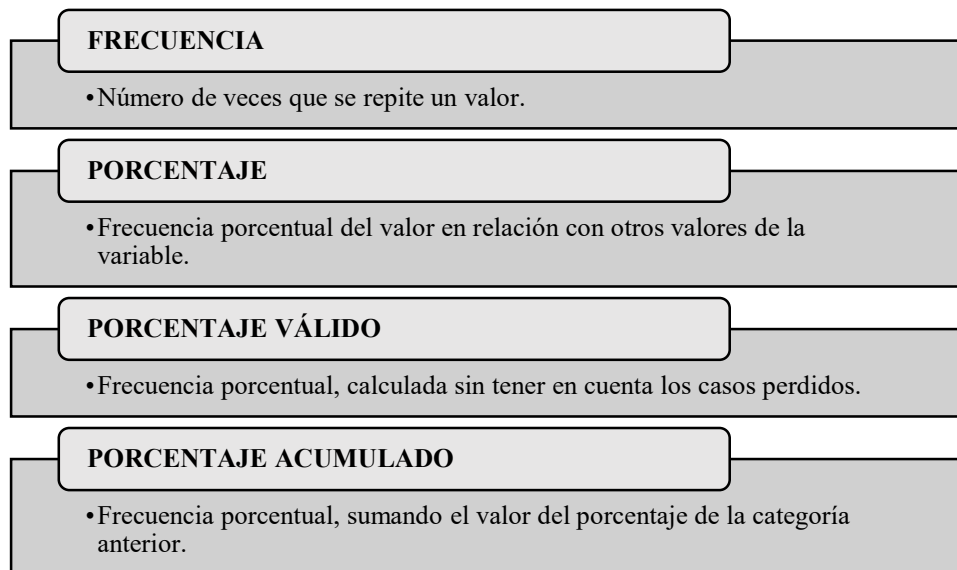 FRECUENCIA
•Número de veces que se repite un valor.
PORCENTAJE
•Frecuencia porcentual del valor en relación con otros valores de la
variable.
PORCENTAJE VÁLIDO
•Frecuencia porcentual, calculada sin tener en cuenta los casos perdidos.
PORCENTAJE ACUMULADO
•Frecuencia porcentual, sumando el valor del porcentaje de la categoría
anterior.